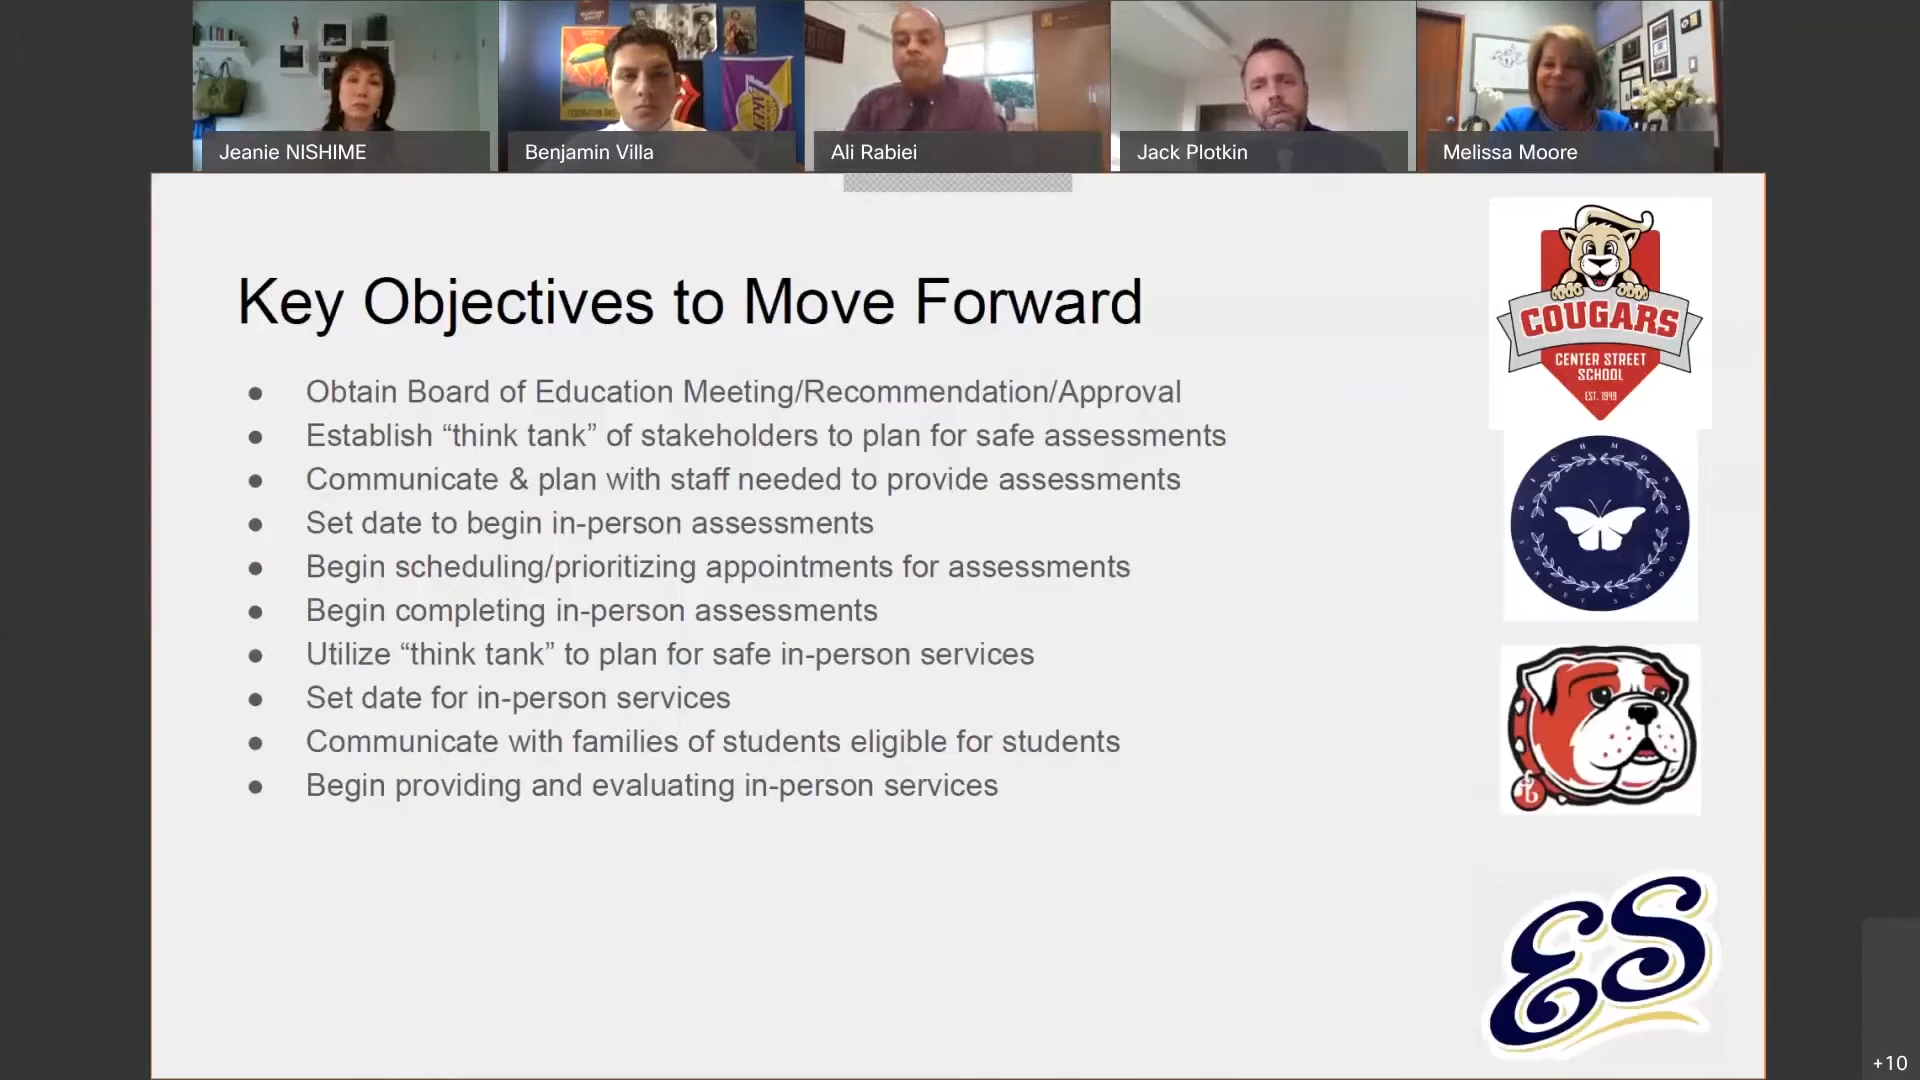 Jeanie NISHIME
Benjamin Villa
Ali Rabiei
Jack Plotkin
Melissa Moore
Key Objectives to Move Forward
● Obtain Board of Education Meeting/Recommendation/Approval
● Establish “think tank” of stakeholders to plan for safe assessments
● Communicate & plan with staff needed to provide assessments
● Set date to begin in-person assessments
● Begin scheduling/prioritizing appointments for assessments
● Begin completing in-person assessments
● Utilize “think tank” to plan for safe in-person services
● Set date for in-person services
● Communicate with families of students eligible for students
● Begin providing and evaluating in-person services
COUGARS
CENTER STREET
SCHOOL
EST. 1949
RICHMOND
STREET SCHOOL
ES
+10